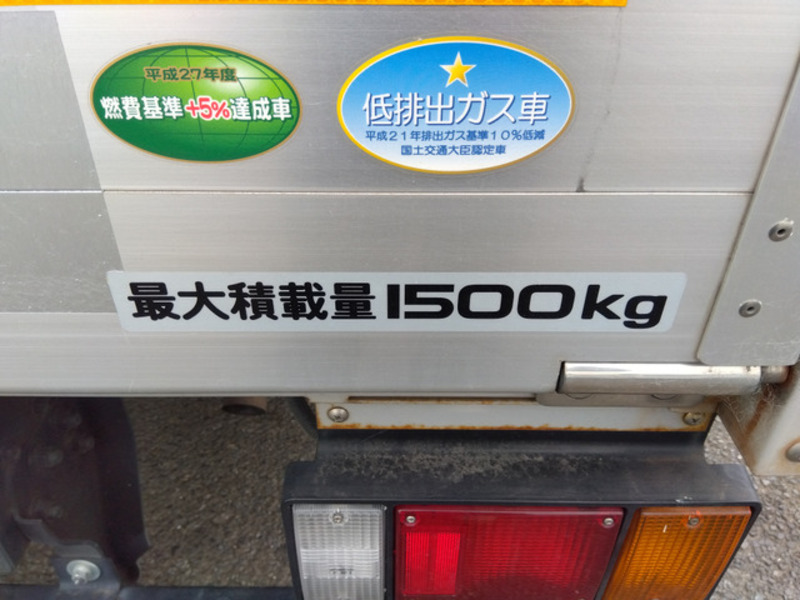 平成27年度
燃費基準+5%達成車
低排出ガス車
平成21年排出ガス基準10%低減
国土交通大臣認定車
最大積載量1500kg